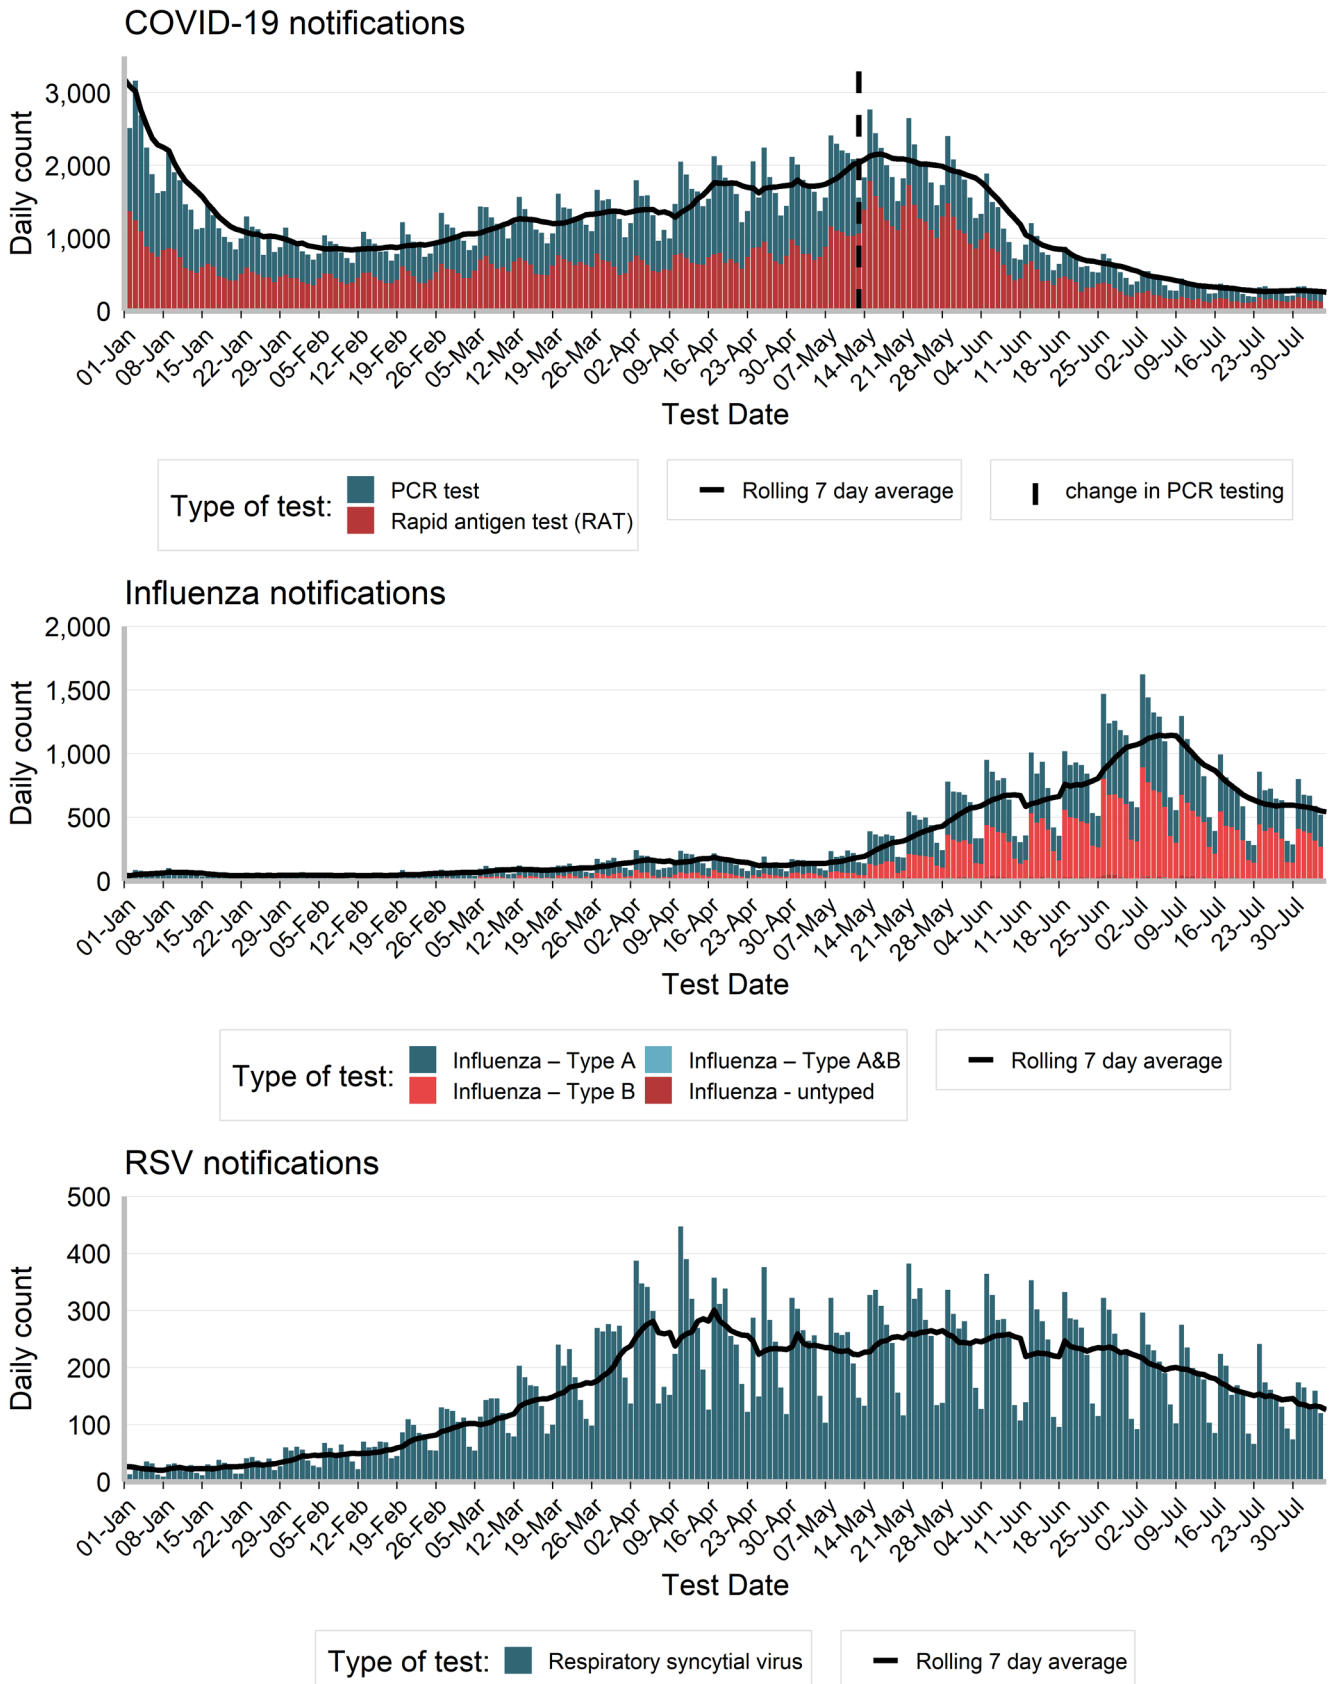 COVID-19 notifications
Daily count
3,000
2,000
1,000
0
01-Jan 08-Jan 15-Jan 22-Jan 29-Jan 05-Feb 12-Feb 19-Feb 26-Feb 05-Mar 12-Mar 19-Mar 26-Mar 02-Apr 09-Apr 16-Apr 23-Apr 30-Apr 07-May 14-May 21-May 28-May 04-Jun 11-Jun 18-Jun 25-Jun 02-Jul 09-Jul 16-Jul 23-Jul 30-Jul
Test Date
Type of test:
PCR test
Rapid antigen test (RAT)
Rolling 7 day average
change in PCR testing
Influenza notifications
Daily count
2,000
1,500
1,000
500
0
01-Jan 08-Jan 15-Jan 22-Jan 29-Jan 05-Feb 12-Feb 19-Feb 26-Feb 05-Mar 12-Mar 19-Mar 26-Mar 02-Apr 09-Apr 16-Apr 23-Apr 30-Apr 07-May 14-May 21-May 28-May 04-Jun 11-Jun 18-Jun 25-Jun 02-Jul 09-Jul 16-Jul 23-Jul 30-Jul
Test Date
Type of test:
Influenza – Type A
Influenza – Type B
Influenza – Type A&B
Influenza - untyped
Rolling 7 day average
RSV notifications
Daily count
500
400
300
200
100
0
01-Jan 08-Jan 15-Jan 22-Jan 29-Jan 05-Feb 12-Feb 19-Feb 26-Feb 05-Mar 12-Mar 19-Mar 26-Mar 02-Apr 09-Apr 16-Apr 23-Apr 30-Apr 07-May 14-May 21-May 28-May 04-Jun 11-Jun 18-Jun 25-Jun 02-Jul 09-Jul 16-Jul 23-Jul 30-Jul
Test Date
Type of test:
Respiratory syncytial virus
Rolling 7 day average